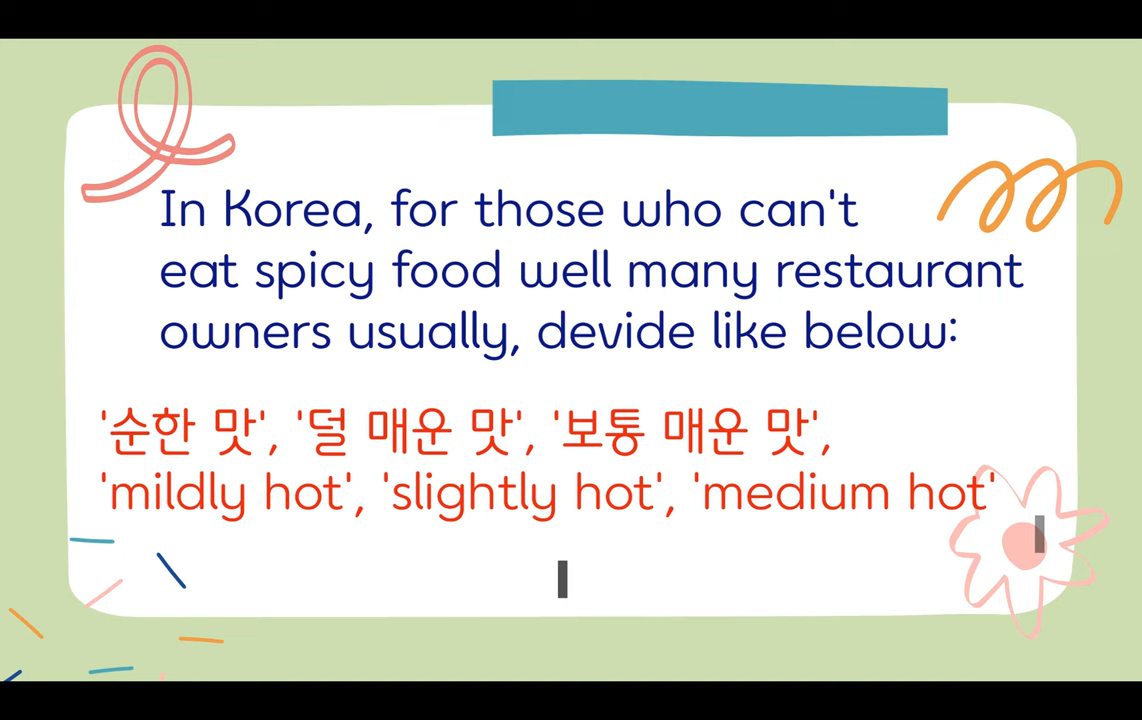 In Korea, for those who can't
eat spicy food well many restaurant
owners usually, devide like below:
'순한 맛', '덜 매운 맛', '보통 매운 맛',
'mildly hot', 'slightly hot', 'medium hot'